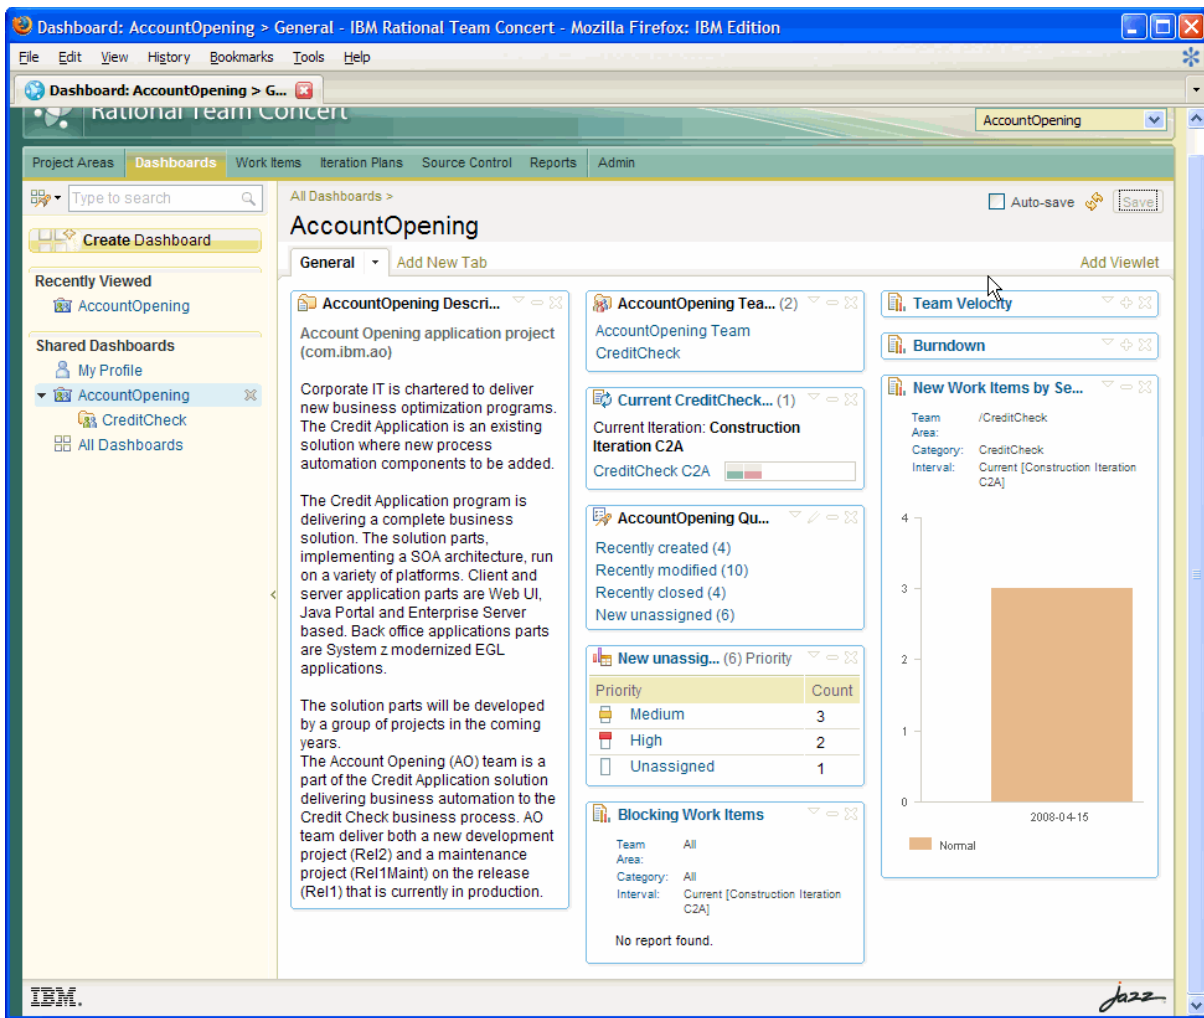 Dashboard: AccountOpening > General - IBM Rational Team Concert - Mozilla Firefox: IBM Edition
File Edit View History Bookmarks Tools Help
Dashboard: AccountOpening > G...
Rational Team Concert
AccountOpening
Project Areas Dashboards Work Items Iteration Plans Source Control Reports Admin
Type to search
Create Dashboard
Recently Viewed
AccountOpening
Shared Dashboards
My Profile
AccountOpening
CreditCheck
All Dashboards
All Dashboards >
AccountOpening
Auto-save
Save
General
Add New Tab
Add Viewlet
AccountOpening Descri...
Account Opening application project
(com.ibm.ao)
Corporate IT is chartered to deliver
new business optimization programs.
The Credit Application is an existing
solution where new process
automation components to be added.
The Credit Application program is
delivering a complete business
solution. The solution parts,
implementing a SOA architecture, run
on a variety of platforms. Client and
server application parts are Web UI,
Java Portal and Enterprise Server
based. Back office applications parts
are System z modernized EGL
applications.
The solution parts will be developed
by a group of projects in the coming
years.
The Account Opening (AO) team is a
part of the Credit Application solution
delivering business automation to the
Credit Check business process. AO
team deliver both a new development
project (Rel2) and a maintenance
project (Rel1Maint) on the release
(Rel1) that is currently in production.
AccountOpening Tea... (2)
AccountOpening Team
CreditCheck
Current CreditCheck... (1)
Current Iteration: Construction
Iteration C2A
CreditCheck C2A
AccountOpening Qu...
Recently created (4)
Recently modified (10)
Recently closed (4)
New unassigned (6)
New unassig... (6) Priority
Priority Count
Medium 3
High 2
Unassigned 1
Blocking Work Items
Team Area: All
Category: All
Interval: Current [Construction Iteration
C2A]
No report found.
Team Velocity
Burndown
New Work Items by Se...
Team Area: /CreditCheck
Category: CreditCheck
Interval: Current [Construction Iteration
C2A]
4
3
2
1
0
2008-04-15
Normal
IBM.
jazz